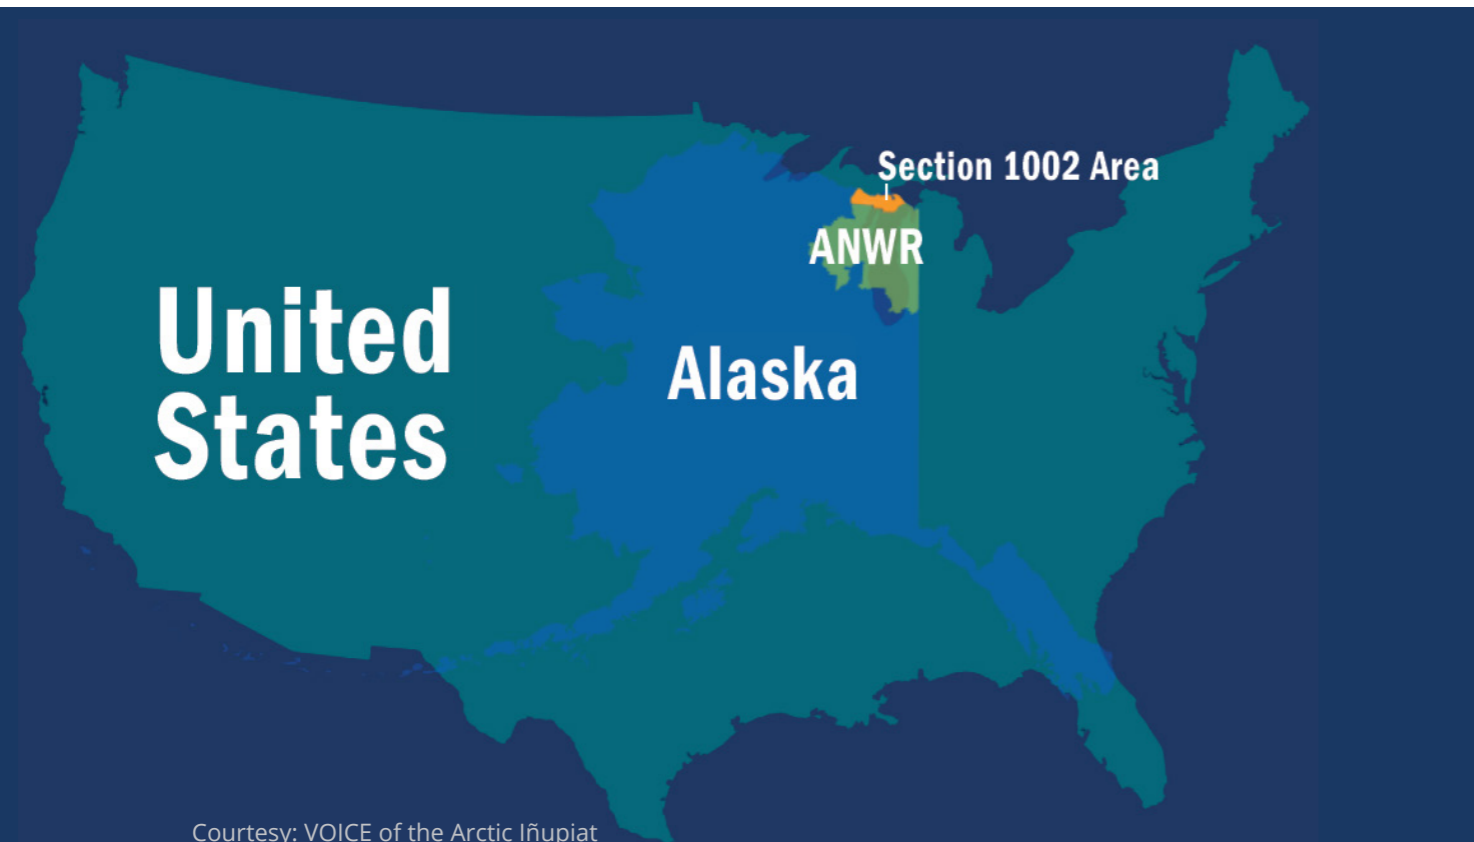 Section 1002 Area
ANWR
United
States
Alaska
Courtesy: VOICE of the Arctic Iñupiat